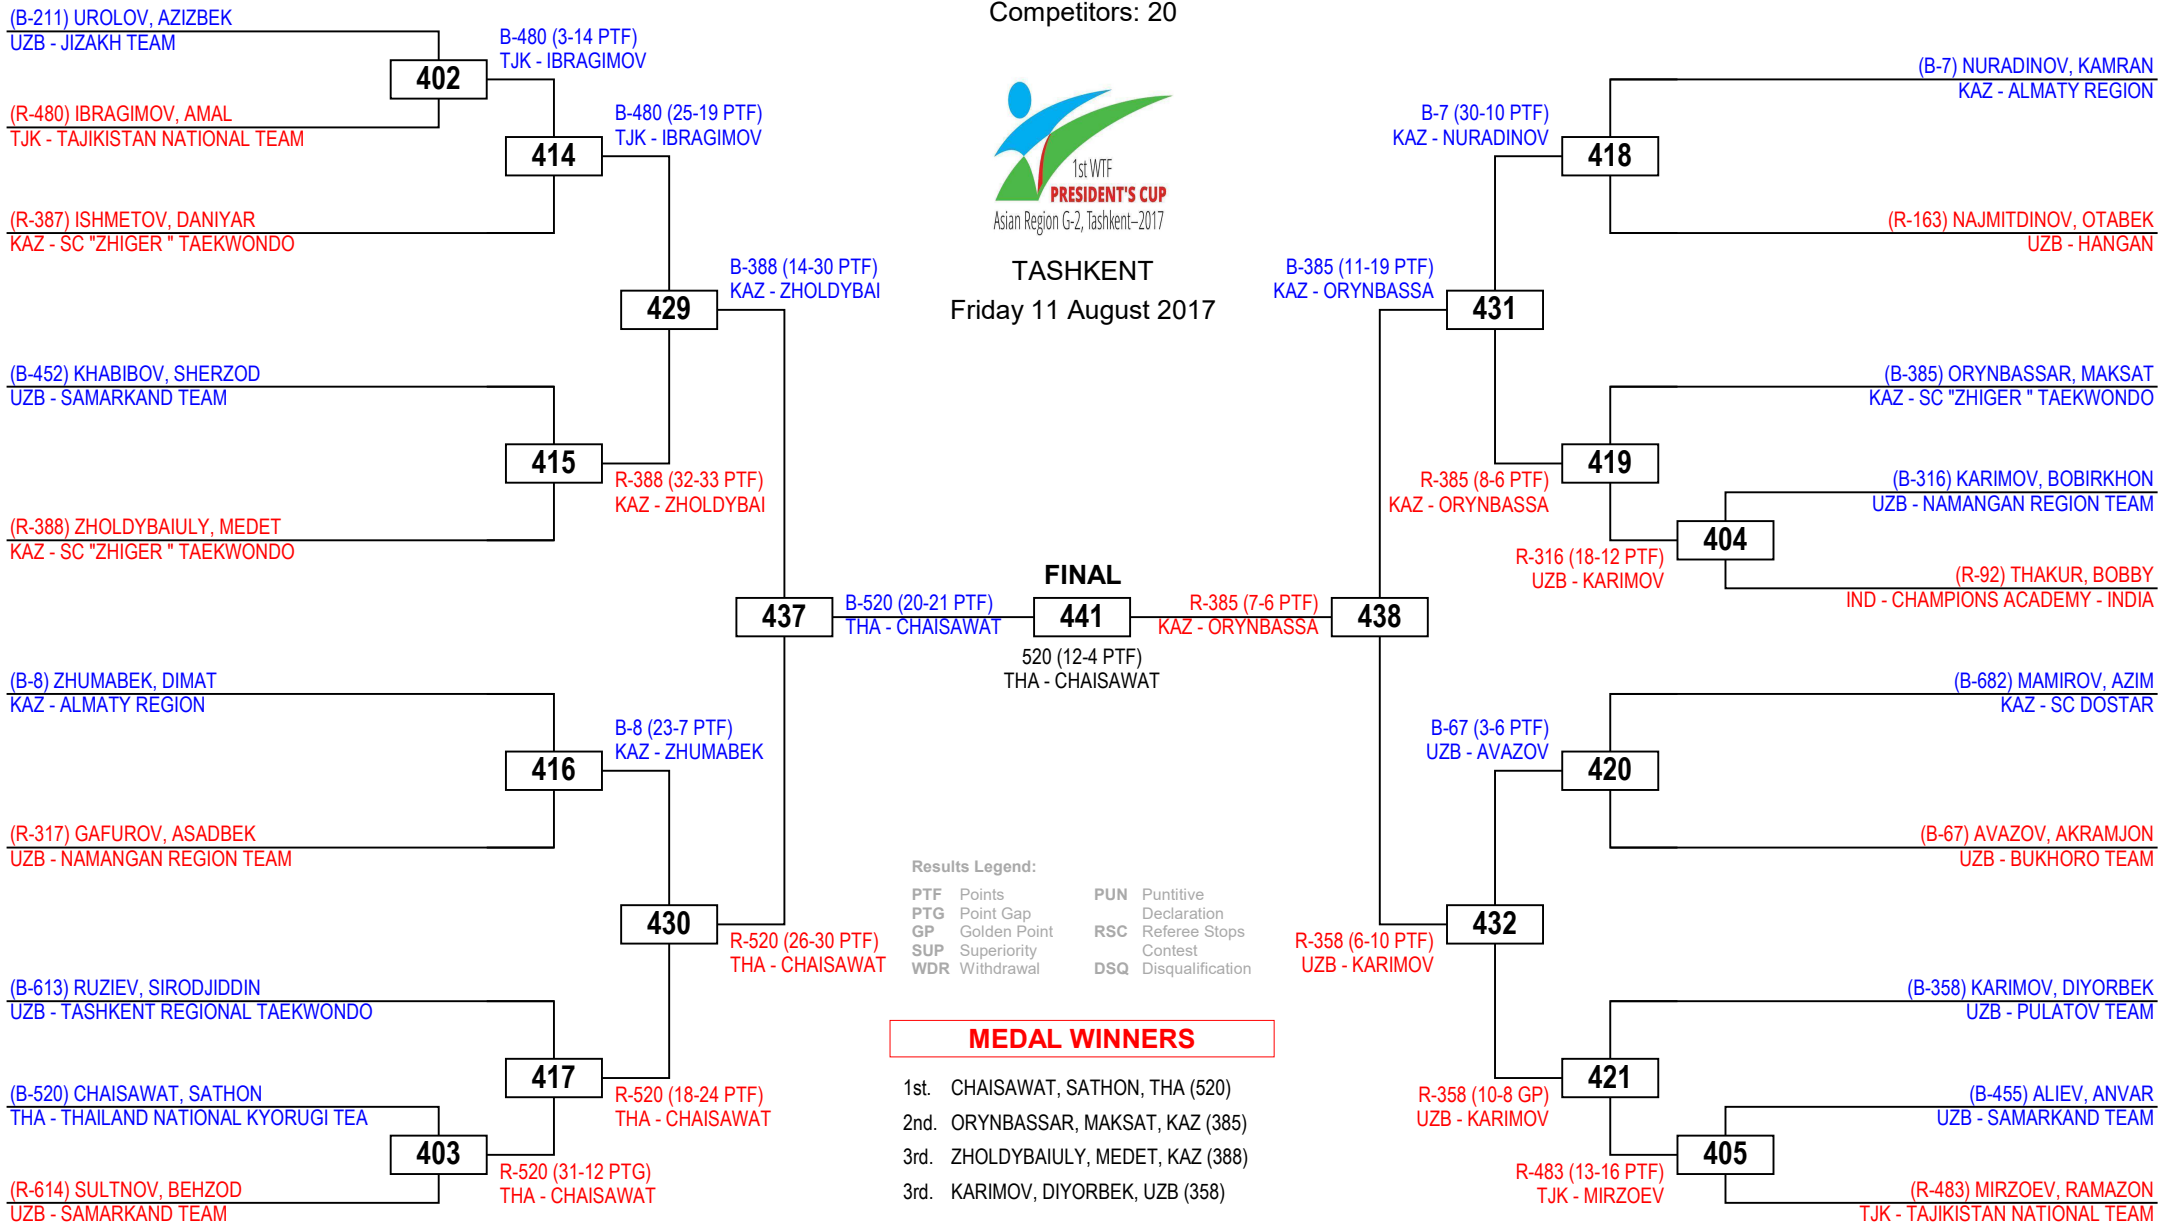 Competitors: 20
1st WTF
PRESIDENT'S CUP
Asian Region G-2, Tashkent–2017
TASHKENT
Friday 11 August 2017
(B-211) UROLOV, AZIZBEK
UZB - JIZAKH TEAM
402
(R-480) IBRAGIMOV, AMAL
TJK - TAJIKISTAN NATIONAL TEAM
B-480 (3-14 PTF)
TJK - IBRAGIMOV
414
(R-387) ISHMETOV, DANIYAR
KAZ - SC "ZHIGER " TAEKWONDO
B-480 (25-19 PTF)
TJK - IBRAGIMOV
429
B-388 (14-30 PTF)
KAZ - ZHOLDYBAI
(B-452) KHABIBOV, SHERZOD
UZB - SAMARKAND TEAM
415
R-388 (32-33 PTF)
KAZ - ZHOLDYBAI
(R-388) ZHOLDYBAIULY, MEDET
KAZ - SC "ZHIGER " TAEKWONDO
437
B-520 (20-21 PTF)
THA - CHAISAWAT
(B-8) ZHUMABEK, DIMAT
KAZ - ALMATY REGION
B-8 (23-7 PTF)
KAZ - ZHUMABEK
416
(R-317) GAFUROV, ASADBEK
UZB - NAMANGAN REGION TEAM
430
R-520 (26-30 PTF)
THA - CHAISAWAT
(B-613) RUZIEV, SIRODJIDDIN
UZB - TASHKENT REGIONAL TAEKWONDO
417
R-520 (18-24 PTF)
THA - CHAISAWAT
(B-520) CHAISAWAT, SATHON
THA - THAILAND NATIONAL KYORUGI TEA
403
R-520 (31-12 PTG)
THA - CHAISAWAT
(R-614) SULTNOV, BEHZOD
UZB - SAMARKAND TEAM
FINAL
441
520 (12-4 PTF)
THA - CHAISAWAT
R-385 (7-6 PTF)
KAZ - ORYNBASSA
438
(B-7) NURADINOV, KAMRAN
KAZ - ALMATY REGION
B-7 (30-10 PTF)
KAZ - NURADINOV
418
(R-163) NAJMITDINOV, OTABEK
UZB - HANGAN
B-385 (11-19 PTF)
KAZ - ORYNBASSA
431
(B-385) ORYNBASSAR, MAKSAT
KAZ - SC "ZHIGER " TAEKWONDO
419
R-385 (8-6 PTF)
KAZ - ORYNBASSA
(B-316) KARIMOV, BOBIRKHON
UZB - NAMANGAN REGION TEAM
404
R-316 (18-12 PTF)
UZB - KARIMOV
(R-92) THAKUR, BOBBY
IND - CHAMPIONS ACADEMY - INDIA
(B-682) MAMIROV, AZIM
KAZ - SC DOSTAR
B-67 (3-6 PTF)
UZB - AVAZOV
420
(B-67) AVAZOV, AKRAMJON
UZB - BUKHORO TEAM
432
R-358 (6-10 PTF)
UZB - KARIMOV
(B-358) KARIMOV, DIYORBEK
UZB - PULATOV TEAM
421
R-358 (10-8 GP)
UZB - KARIMOV
(B-455) ALIEV, ANVAR
UZB - SAMARKAND TEAM
405
R-483 (13-16 PTF)
TJK - MIRZOEV
(R-483) MIRZOEV, RAMAZON
TJK - TAJIKISTAN NATIONAL TEAM
Results Legend:
PTF Points
PTG Point Gap
GP Golden Point
SUP Superiority
WDR Withdrawal
PUN Puntitive
Declaration
RSC Referee Stops
Contest
DSQ Disqualification
MEDAL WINNERS
1st. CHAISAWAT, SATHON, THA (520)
2nd. ORYNBASSAR, MAKSAT, KAZ (385)
3rd. ZHOLDYBAIULY, MEDET, KAZ (388)
3rd. KARIMOV, DIYORBEK, UZB (358)